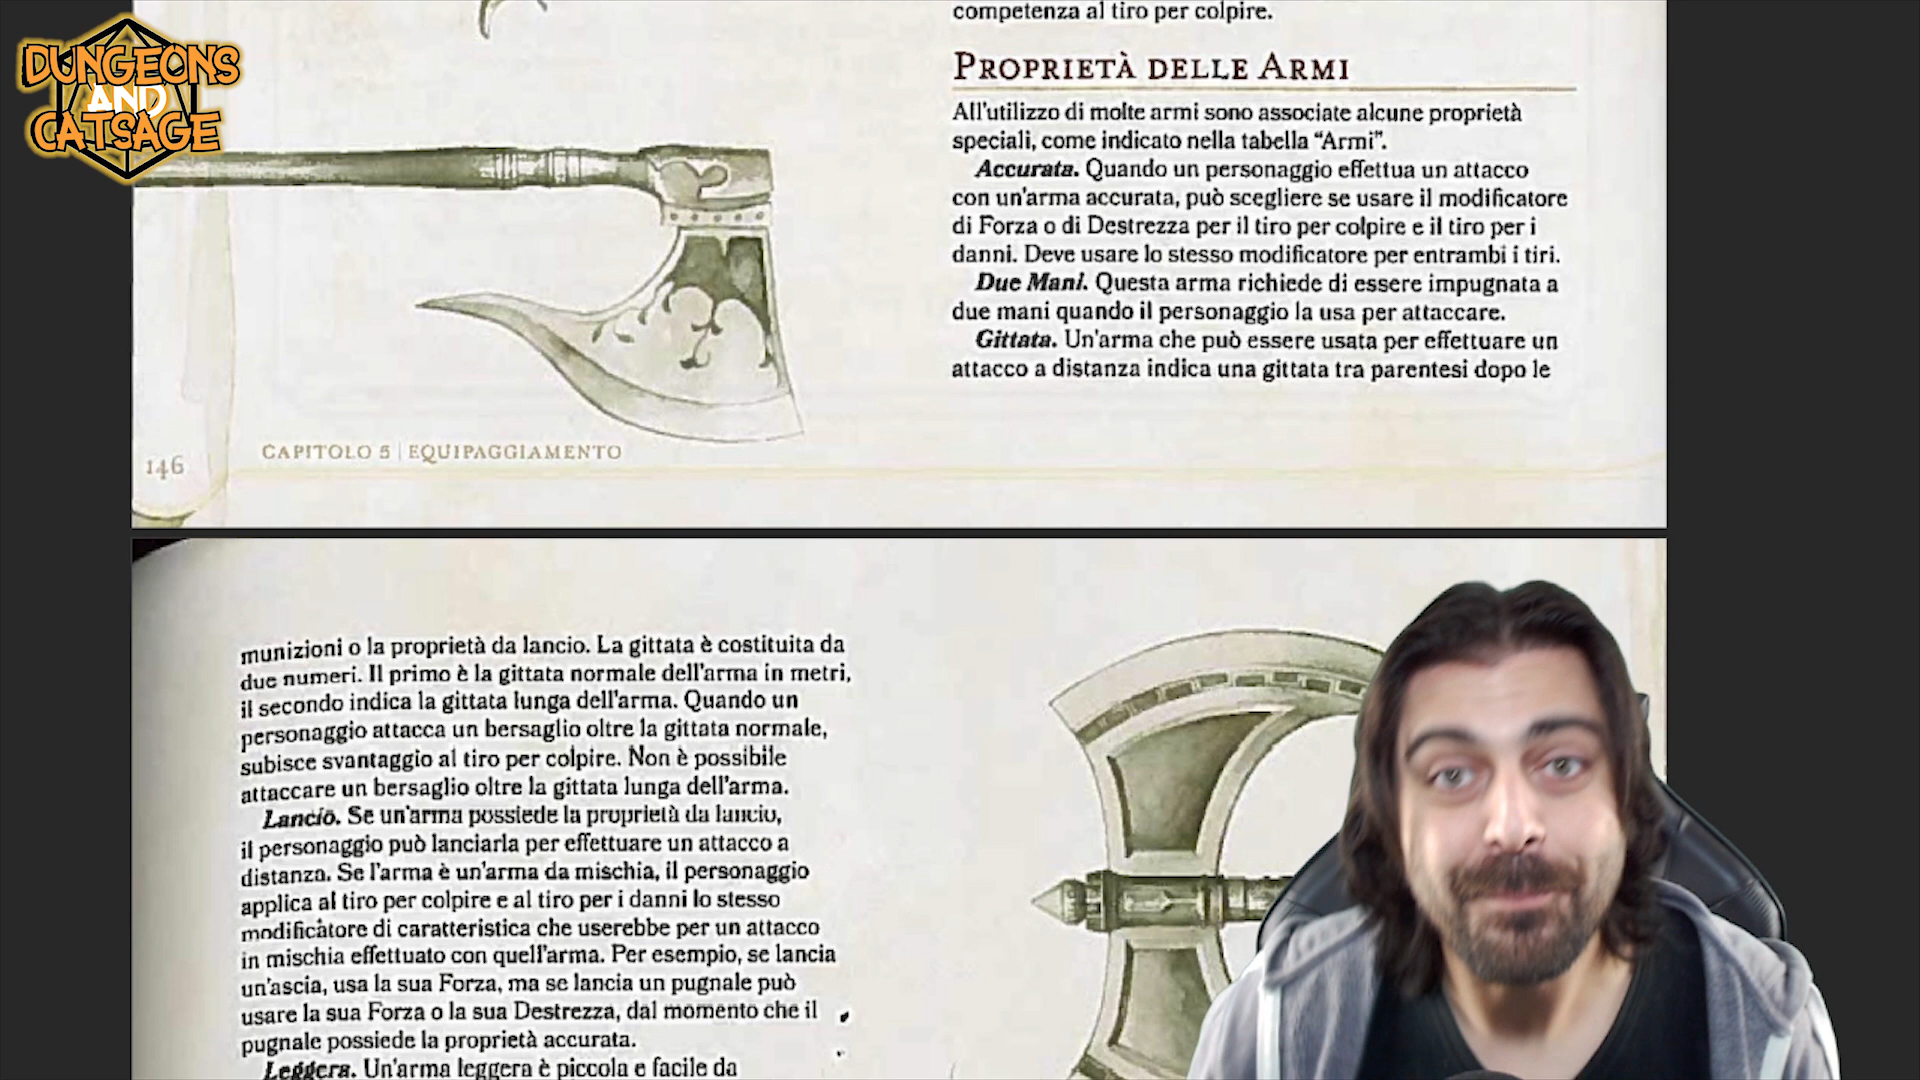 DUNGEONS
AND
CATSAGE
competenza al tiro per colpire.
PROPRIETÀ DELLE ARMI
All'utilizzo di molte armi sono associate alcune proprietà
speciali, come indicato nella tabella “Armi”.
Accurata. Quando un personaggio effettua un attacco
con un'arma accurata, può scegliere se usare il modificatore
di Forza o di Destrezza per il tiro per colpire e il tiro per i
danni. Deve usare lo stesso modificatore per entrambi i tiri.
Due Mani. Questa arma richiede di essere impugnata a
due mani quando il personaggio la usa per attaccare.
Gittata. Un'arma che può essere usata per effettuare un
attacco a distanza indica una gittata tra parentesi dopo le
146
CAPITOLO 5 | EQUIPAGGIAMENTO
munizioni o la proprietà da lancio. La gittata è costituita da
due numeri. Il primo è la gittata normale dell'arma in metri,
il secondo indica la gittata lunga dell'arma. Quando un
personaggio attacca un bersaglio oltre la gittata normale,
subisce svantaggio al tiro per colpire. Non è possibile
attaccare un bersaglio oltre la gittata lunga dell'arma.
Lancio. Se un'arma possiede la proprietà da lancio,
il personaggio può lanciarla per effettuare un attacco a
distanza. Se l'arma è un'arma da mischia, il personaggio
applica al tiro per colpire e al tiro per i danni lo stesso
modificatore di caratteristica che userebbe per un attacco
in mischia effettuato con quell'arma. Per esempio, se lancia
un'ascia, usa la sua Forza, ma se lancia un pugnale può
usare la sua Forza o la sua Destrezza, dal momento che il
pugnale possiede la proprietà accurata.
Leggera. Un'arma leggera è piccola e facile da